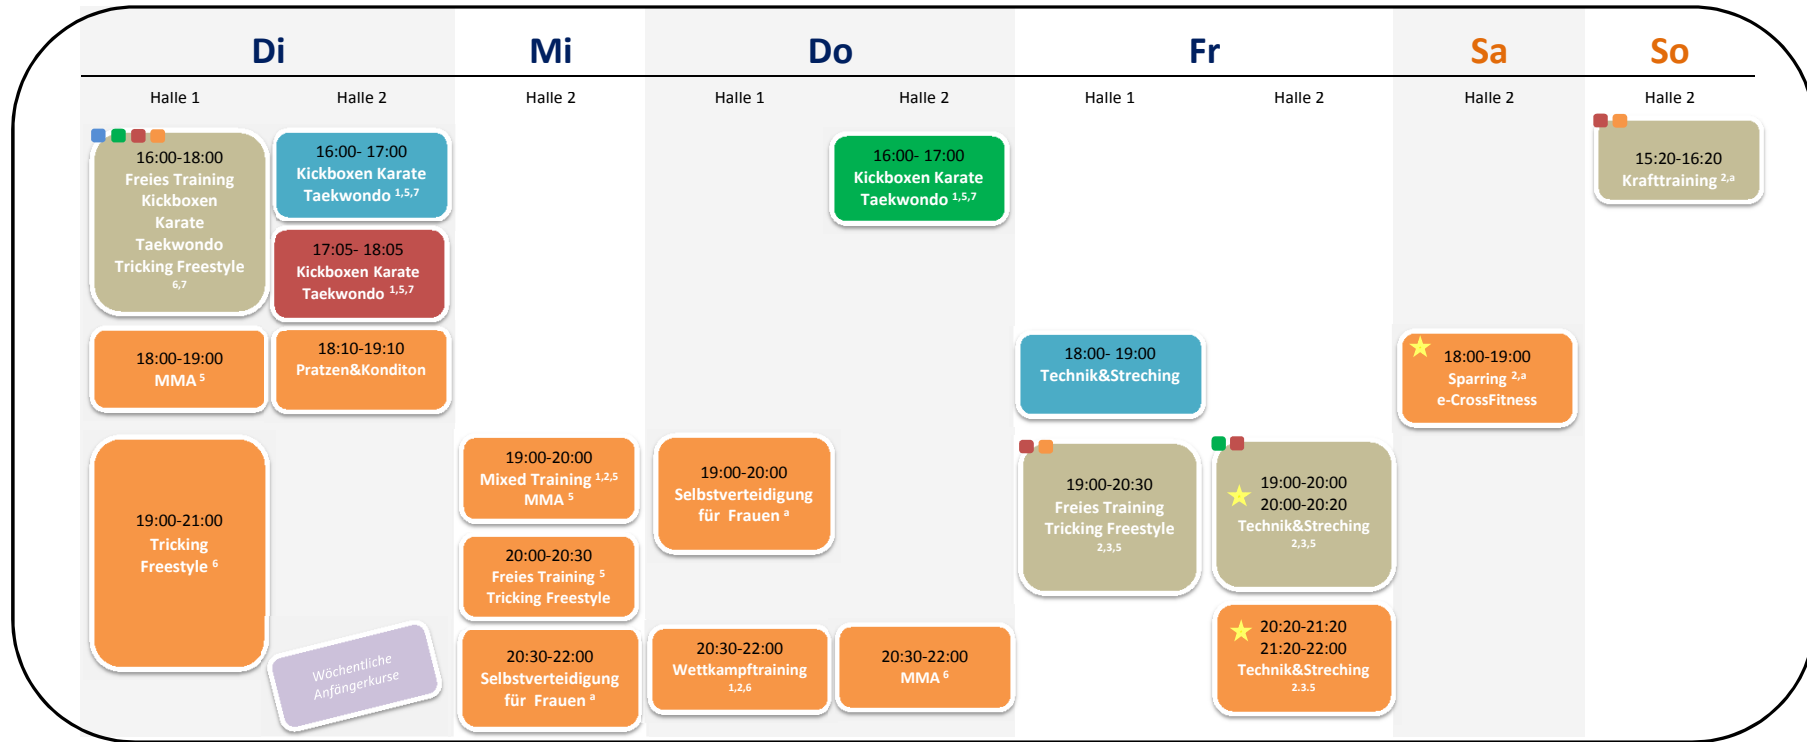 Di
Mi
Do
Fr
Sa
So
Halle 1
Halle 2
Halle 2
Halle 1
Halle 2
Halle 1
Halle 2
Halle 2
Halle 2
16:00-18:00
Freies Training
Kickboxen
Karate
Taekwondo
Tricking Freestyle
6,7
18:00-19:00
MMA 5
19:00-21:00
Tricking
Freestyle 6
16:00- 17:00
Kickboxen Karate
Taekwondo 1,5,7
17:05- 18:05
Kickboxen Karate
Taekwondo 1,5,7
18:10-19:10
Pratzen&Konditon
Wöchentliche
Anfängerkurse
19:00-20:00
Mixed Training 1,2,5
MMA 5
20:00-20:30
Freies Training 5
Tricking Freestyle
20:30-22:00
Selbstverteidigung
für Frauen a
19:00-20:00
Selbstverteidigung
für Frauen a
20:30-22:00
Wettkampftraining
1,2,6
16:00- 17:00
Kickboxen Karate
Taekwondo 1,5,7
20:30-22:00
MMA 6
18:00- 19:00
Technik&Streching
19:00-20:30
Freies Training
Tricking Freestyle
2,3,5
19:00-20:00
20:00-20:20
Technik&Streching
2,3,5
20:20-21:20
21:20-22:00
Technik&Streching
2.3.5
18:00-19:00
Sparring 2,a
e-CrossFitness
15:20-16:20
Krafttraining 2,a